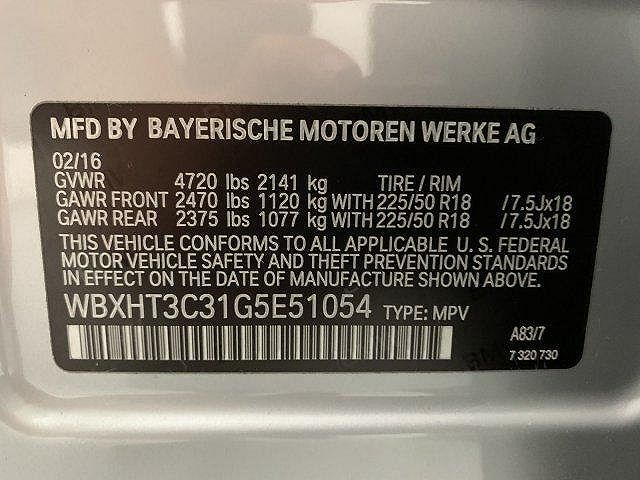 MFD BY BAYERISCHE MOTOREN WERKE AG
02/16
GVWR 4720 lbs 2141 kg TIRE / RIM
GAWR FRONT 2470 lbs 1120 kg WITH 225/50 R18 /7.5Jx18
GAWR REAR 2375 lbs 1077 kg WITH 225/50 R18 /7.5Jx18
THIS VEHICLE CONFORMS TO ALL APPLICABLE U. S. FEDERAL
MOTOR VEHICLE SAFETY AND THEFT PREVENTION STANDARDS
IN EFFECT ON THE DATE OF MANUFACTURE SHOWN ABOVE.
WBXHT3C31G5E51054 TYPE: MPV
A83/7
7 320 730